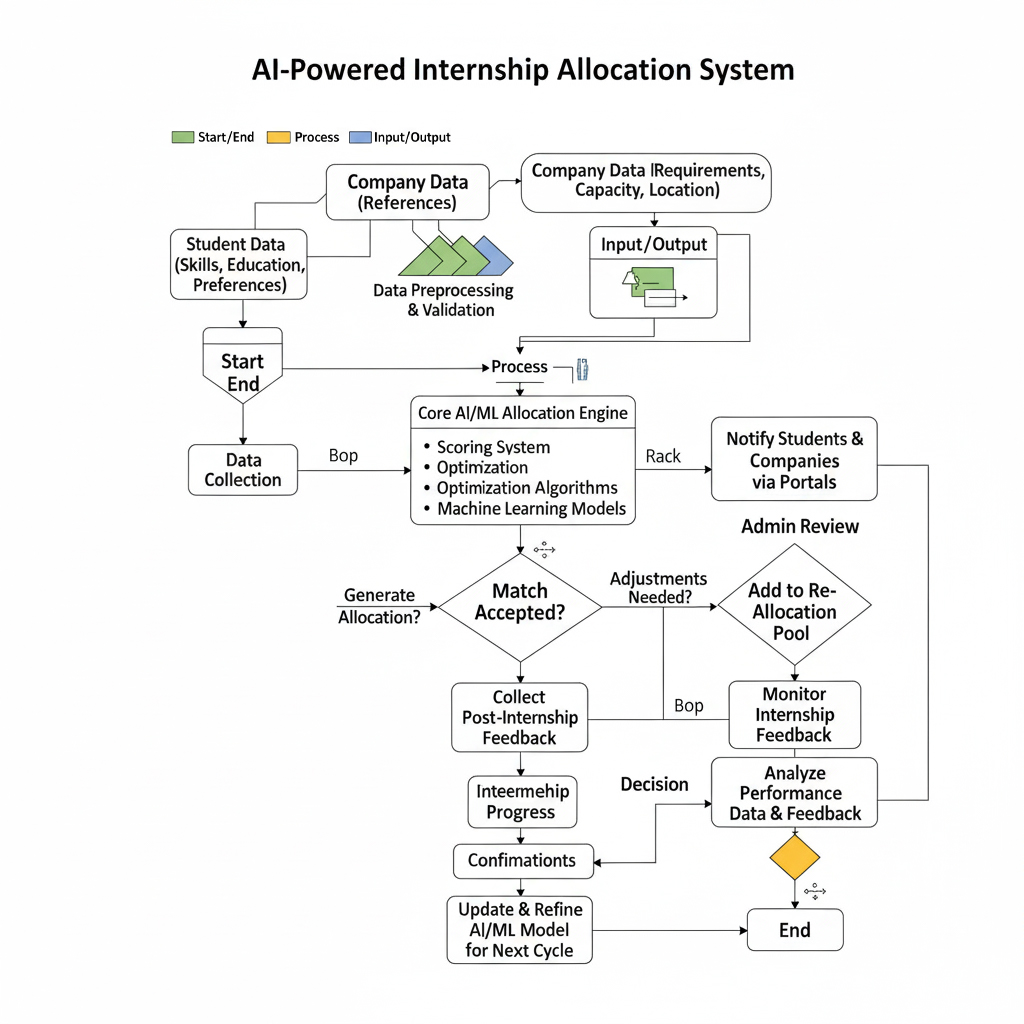 AI-Powered Internship Allocation System
Start/End
Process
Input/Output
Company Data
(References)
Company Data |Requirements,
Capacity, Location)
Student Data
(Skills, Education,
Preferences)
Input/Output
Data Preprocessing
& Validation
Start
End
Process
Core AI/ML Allocation Engine
• Scoring System
• Optimization
• Optimization Algorithms
• Machine Learning Models
Data
Collection
Bop
Rack
Notify Students &
Companies
via Portals
Admin Review
Generate
Allocation?
Match
Accepted?
Adjustments
Needed?
Add to Re-
Allocation
Pool
Collect
Post-Internship
Feedback
Bop
Monitor
Internship
Feedback
Inteemehip
Progress
Decision
Analyze
Performance
Data & Feedback
Confimationts
Update & Refine
AI/ML Model
for Next Cycle
End